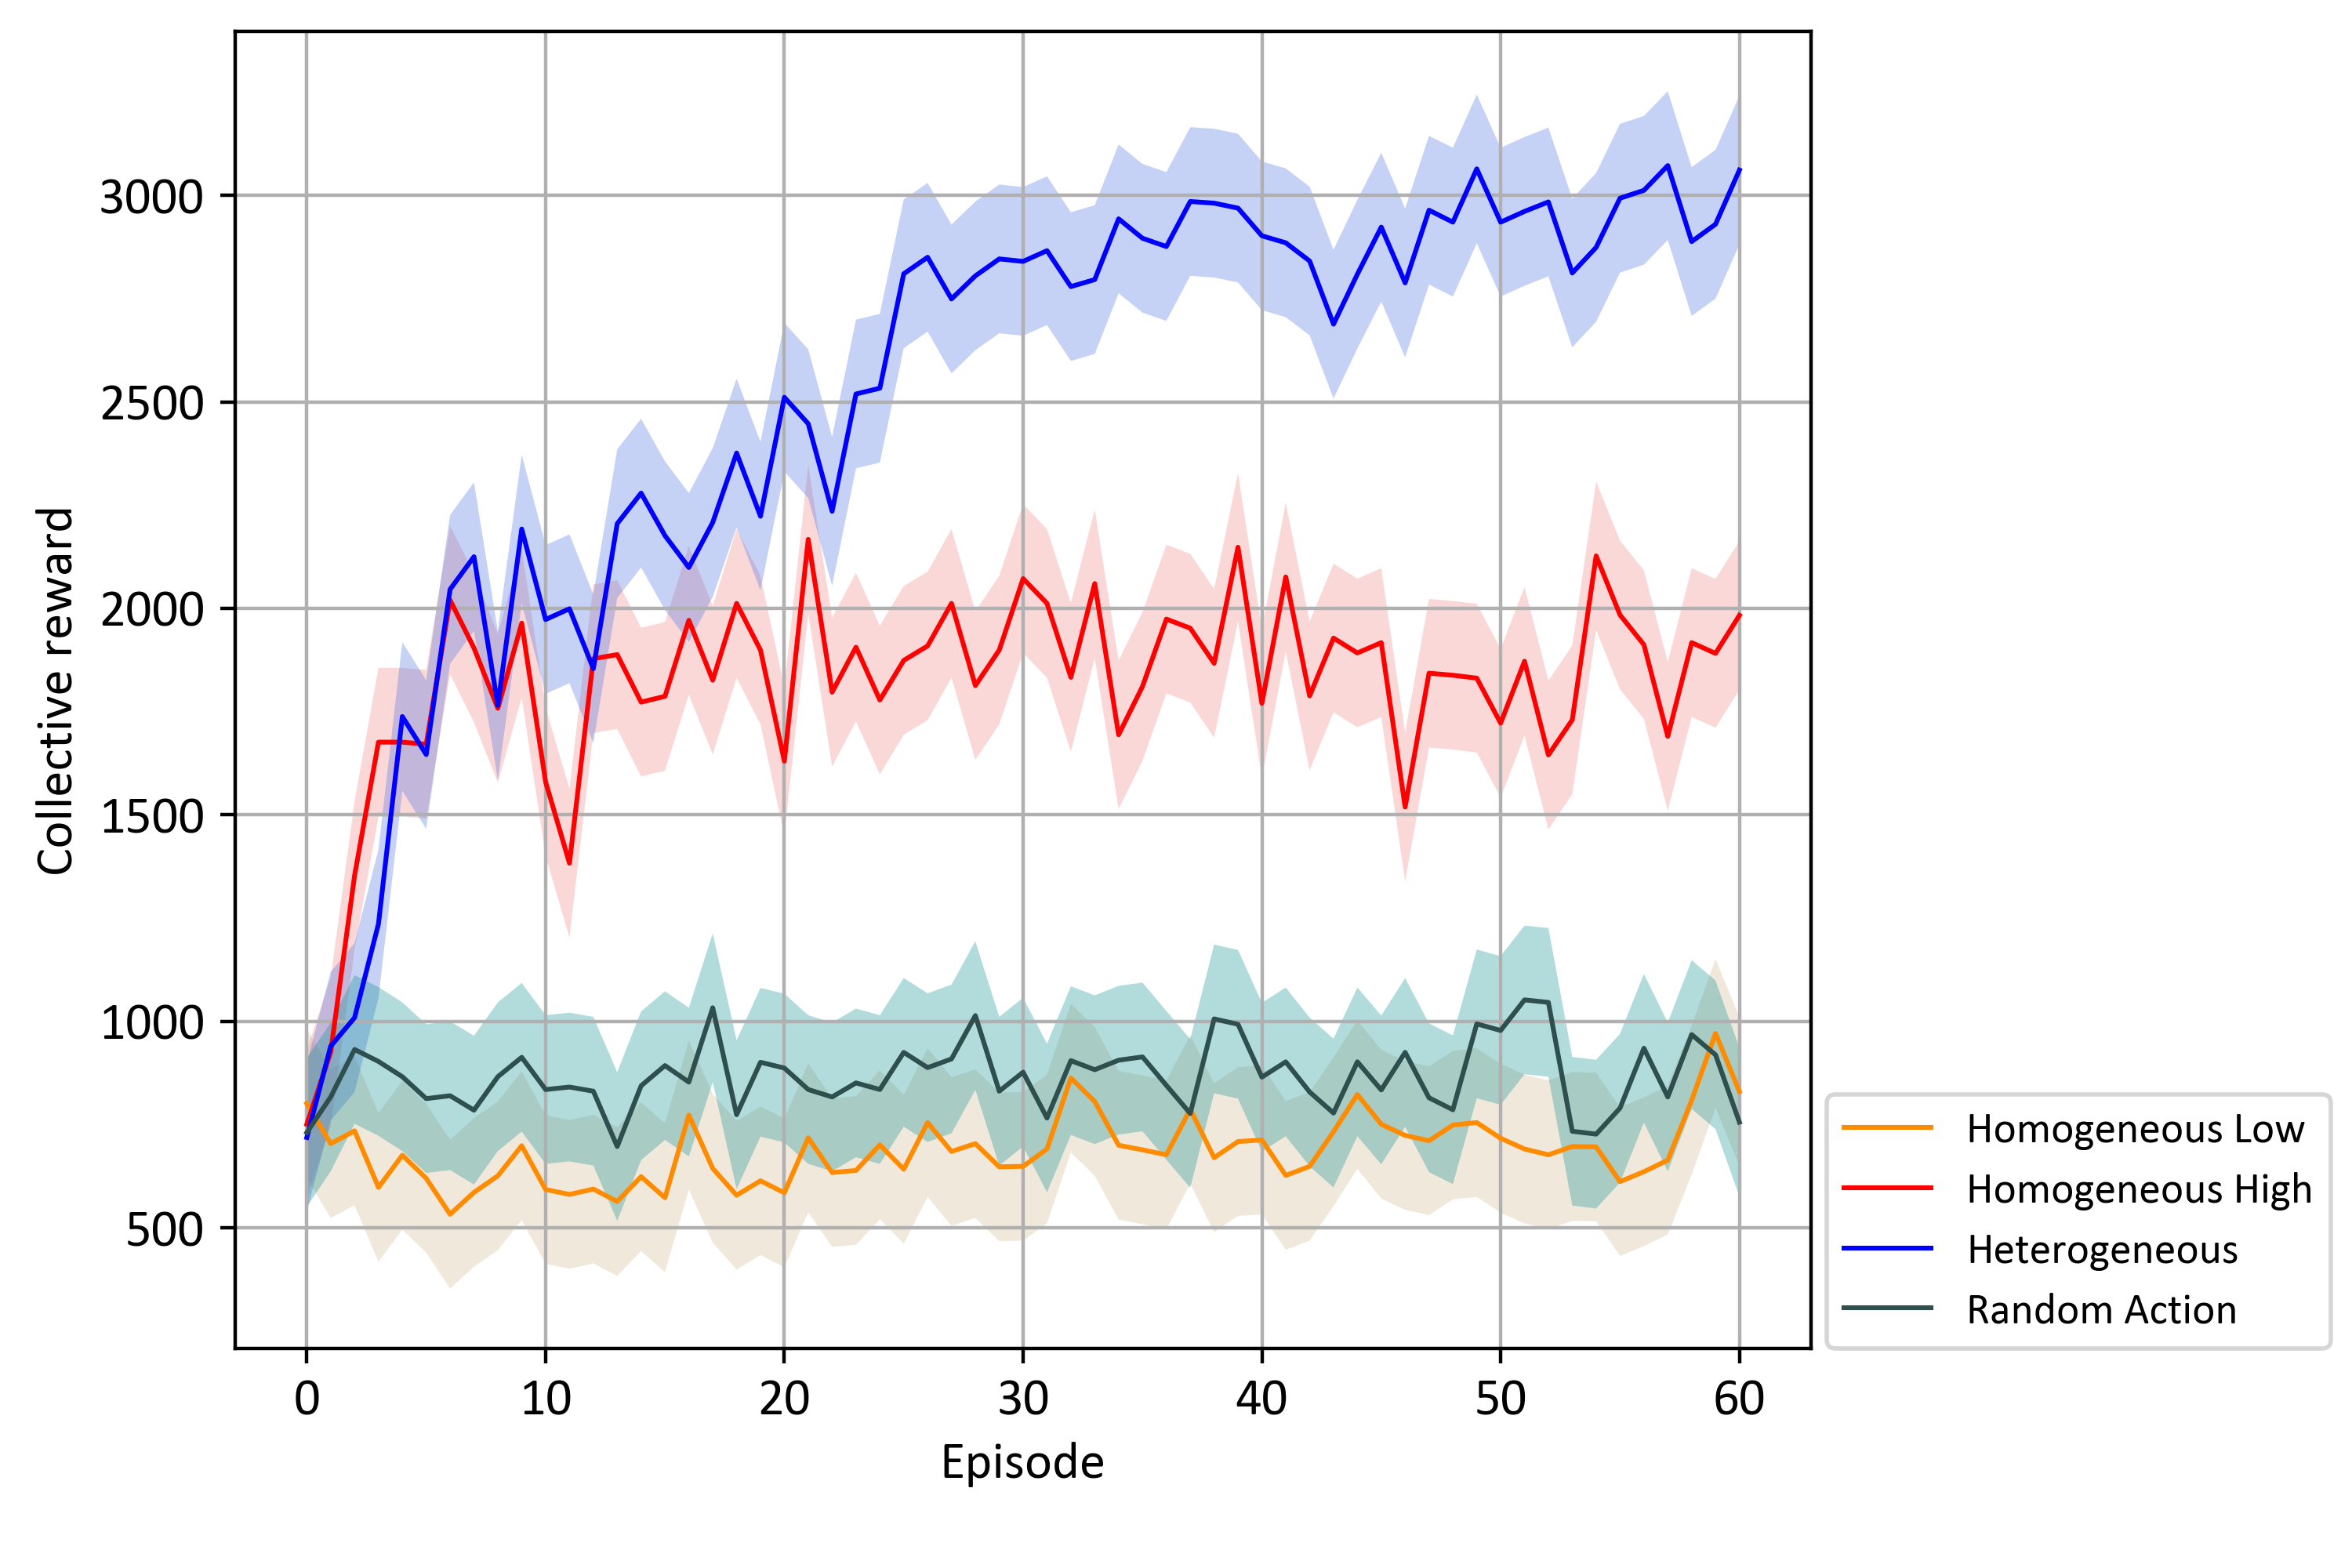 Collective reward
3000
2500
2000
1500
1000
500
0 10 20 30 40 50 60
Episode
Homogeneous Low
Homogeneous High
Heterogeneous
Random Action